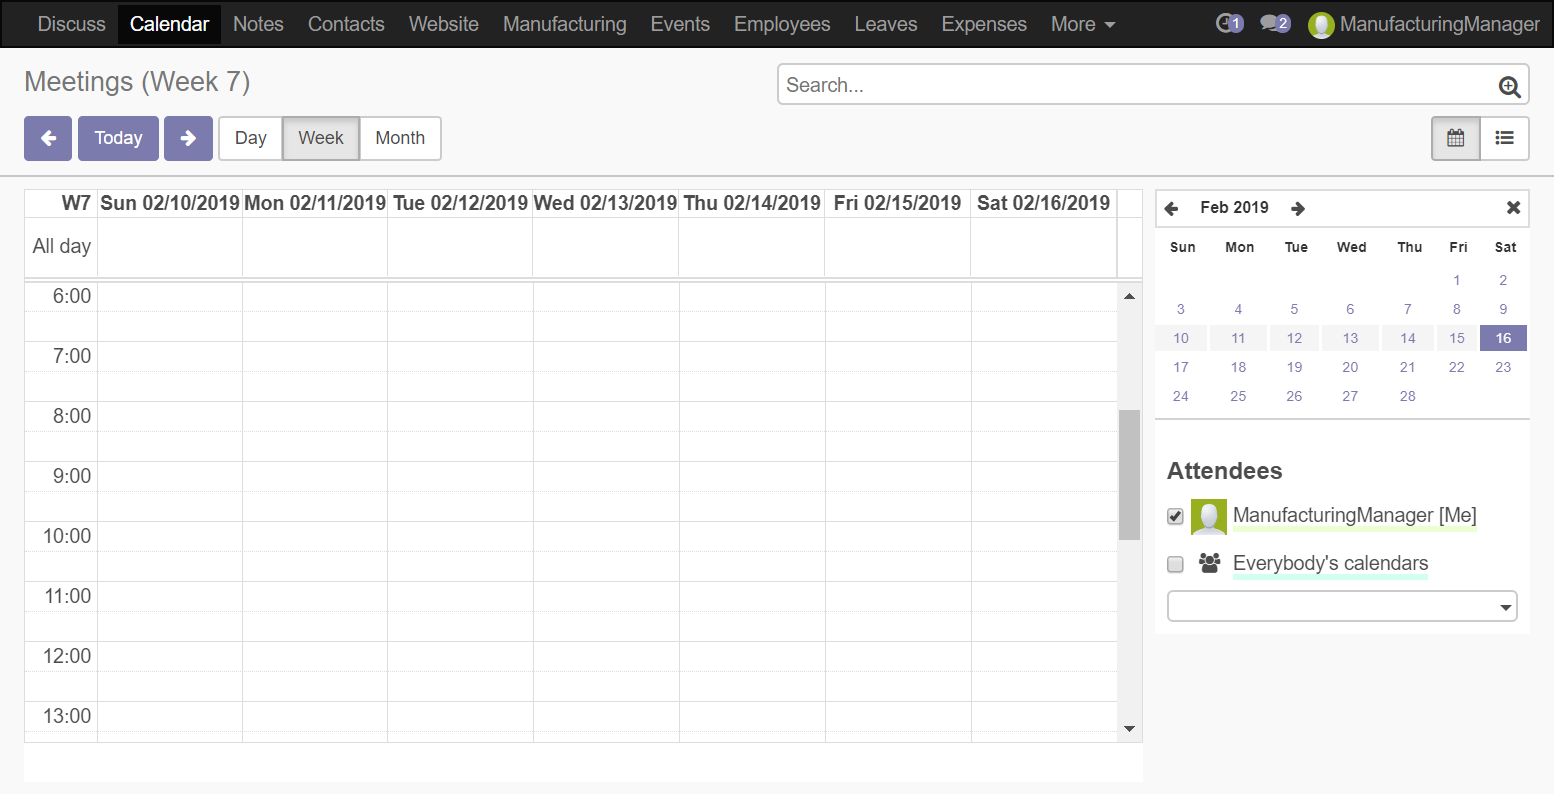 Discuss Calendar Notes Contacts Website Manufacturing Events Employees Leaves Expenses More 1 2 ManufacturingManager
Meetings (Week 7)
Search...
Today Day Week Month
W7 Sun 02/10/2019 Mon 02/11/2019 Tue 02/12/2019 Wed 02/13/2019 Thu 02/14/2019 Fri 02/15/2019 Sat 02/16/2019
All day
6:00
7:00
8:00
9:00
10:00
11:00
12:00
13:00
Feb 2019
Sun Mon Tue Wed Thu Fri Sat
1 2
3 4 5 6 7 8 9
10 11 12 13 14 15 16
17 18 19 20 21 22 23
24 25 26 27 28
Attendees
ManufacturingManager [Me]
Everybody's calendars